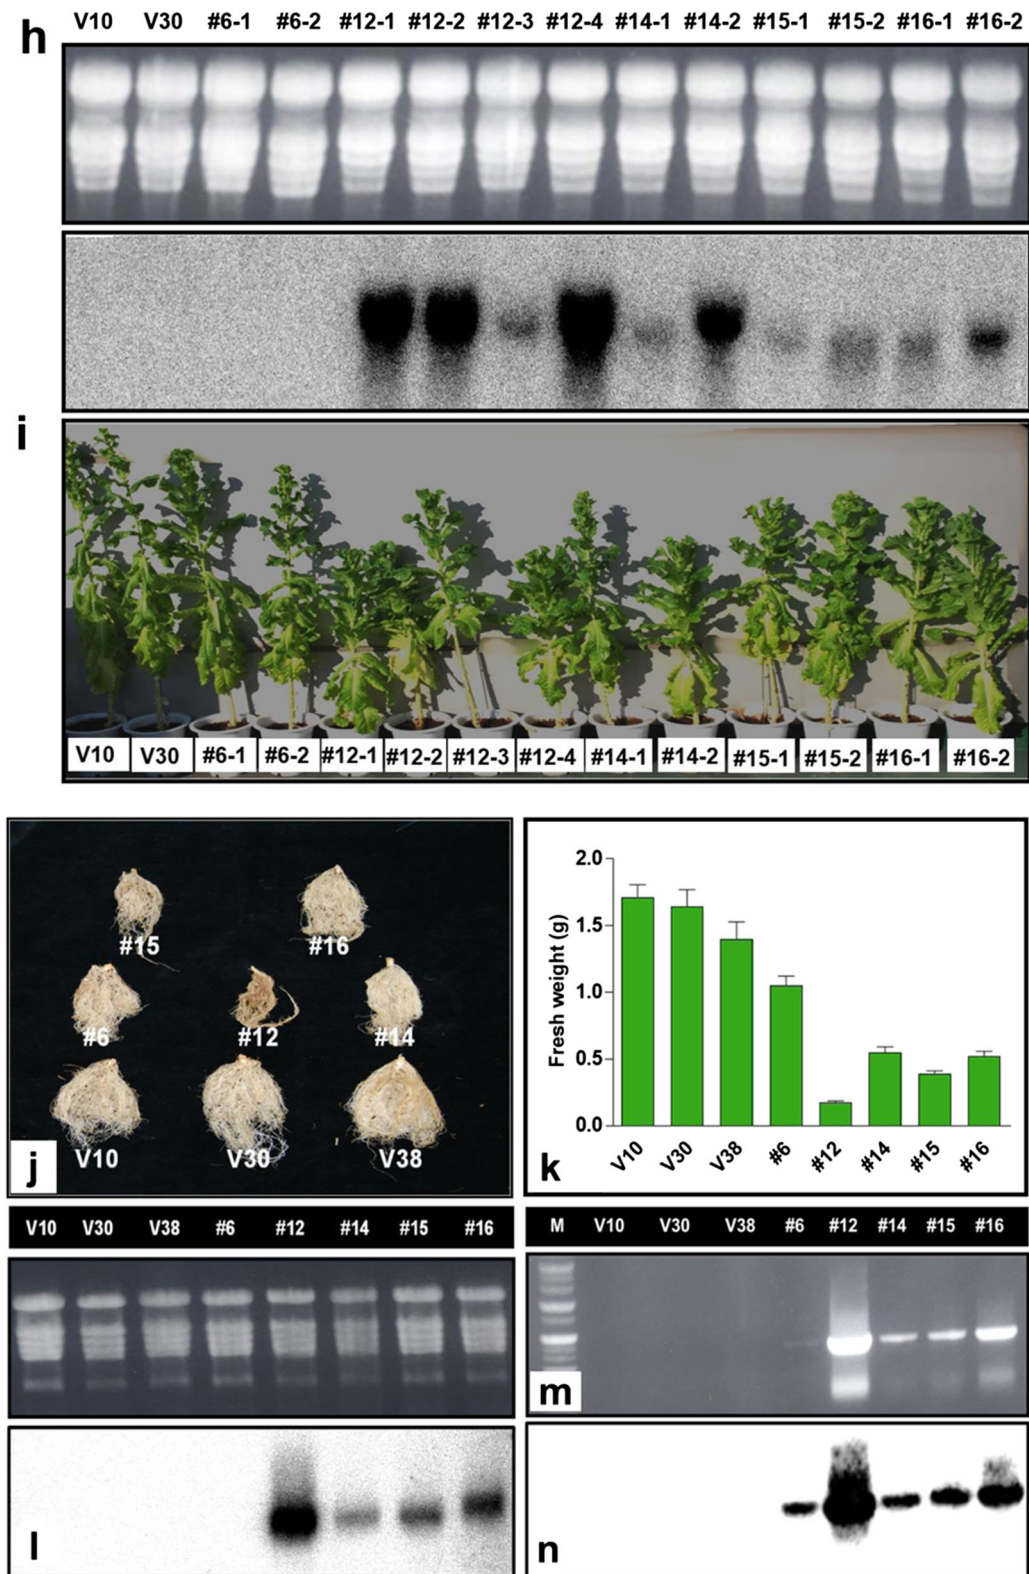 h
V10 V30 #6-1 #6-2 #12-1 #12-2 #12-3 #12-4 #14-1 #14-2 #15-1 #15-2 #16-1 #16-2
i
V10 V30 #6-1 #6-2 #12-1 #12-2 #12-3 #12-4 #14-1 #14-2 #15-1 #15-2 #16-1 #16-2
#15 #16
#6 #12 #14
V10 V30 V38
j
2.0
1.5
1.0
0.5
0.0
Fresh weight (g)
V10 V30 V38 #6 #12 #14 #15 #16
k
V10 V30 V38 #6 #12 #14 #15 #16
l
M V10 V30 V38 #6 #12 #14 #15 #16
m
n